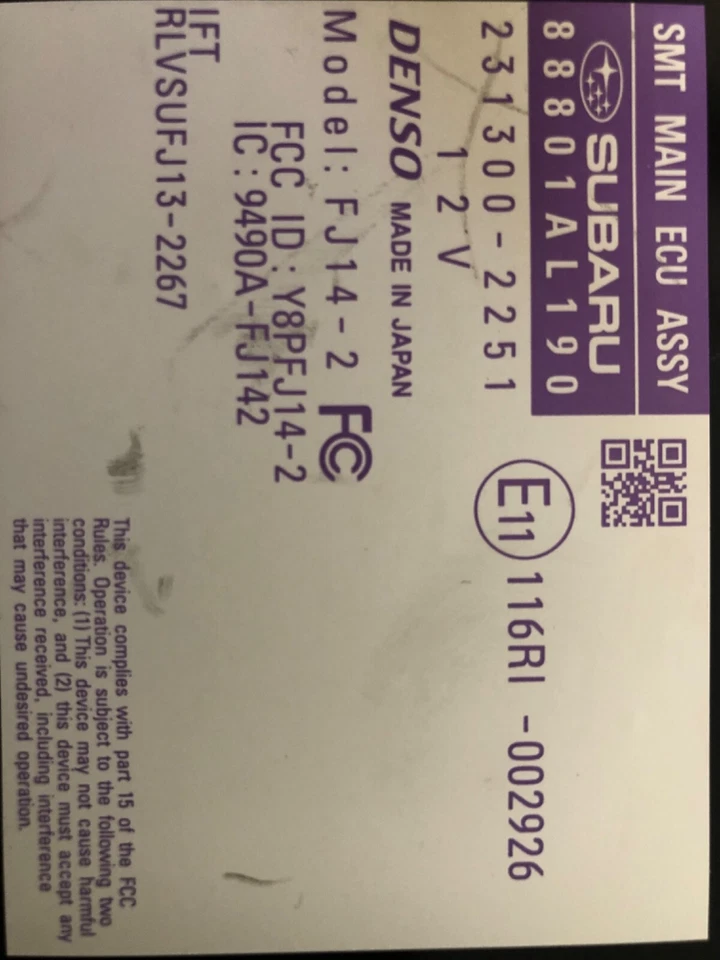 SMT MAIN ECU ASSY
SUBARU
88801AL190
231300-2251
12V
DENSO MADE IN JAPAN
Model: FJ14-2 FC
FCC ID: Y8PFJ14-2
IC: 9490A-FJ142
IFT
RLVSUFJ13-2267
E11 116RI -002926
This device complies with part 15 of the FCC
Rules. Operation is subject to the following two
conditions: (1) This device may not cause harmful
interference, and (2) this device must accept any
interference received, including interference
that may cause undesired operation.